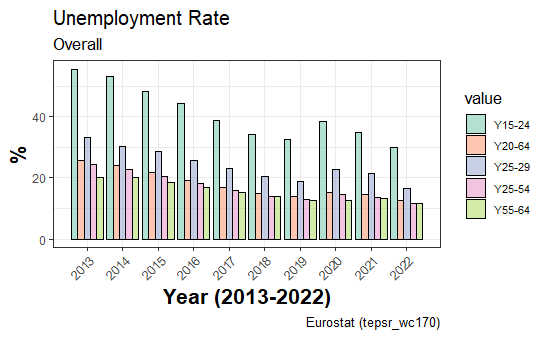 Unemployment Rate
Overall
%
40
20
0
2013 2014 2015 2016 2017 2018 2019 2020 2021 2022
Year (2013-2022)
value
Y15-24
Y20-64
Y25-29
Y25-54
Y55-64
Eurostat (tepsr_wc170)